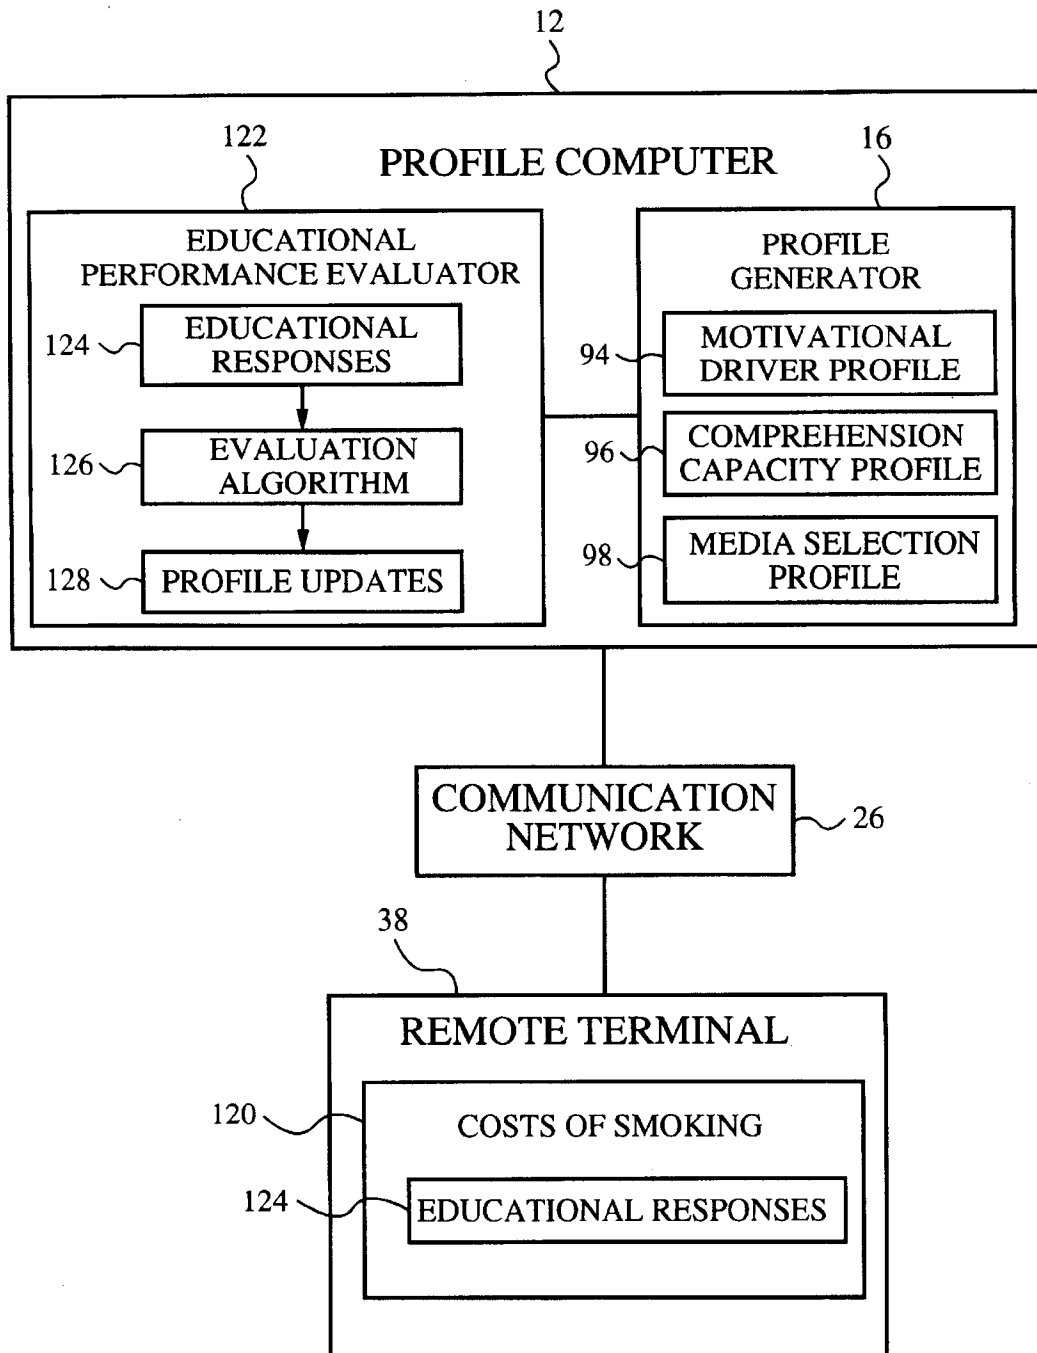 12
PROFILE COMPUTER
122
EDUCATIONAL
PERFORMANCE EVALUATOR
124
EDUCATIONAL
RESPONSES
126
EVALUATION
ALGORITHM
128
PROFILE UPDATES
16
PROFILE
GENERATOR
94
MOTIVATIONAL
DRIVER PROFILE
96
COMPREHENSION
CAPACITY PROFILE
98
MEDIA SELECTION
PROFILE
COMMUNICATION
NETWORK
26
38
REMOTE TERMINAL
120
COSTS OF SMOKING
124
EDUCATIONAL RESPONSES